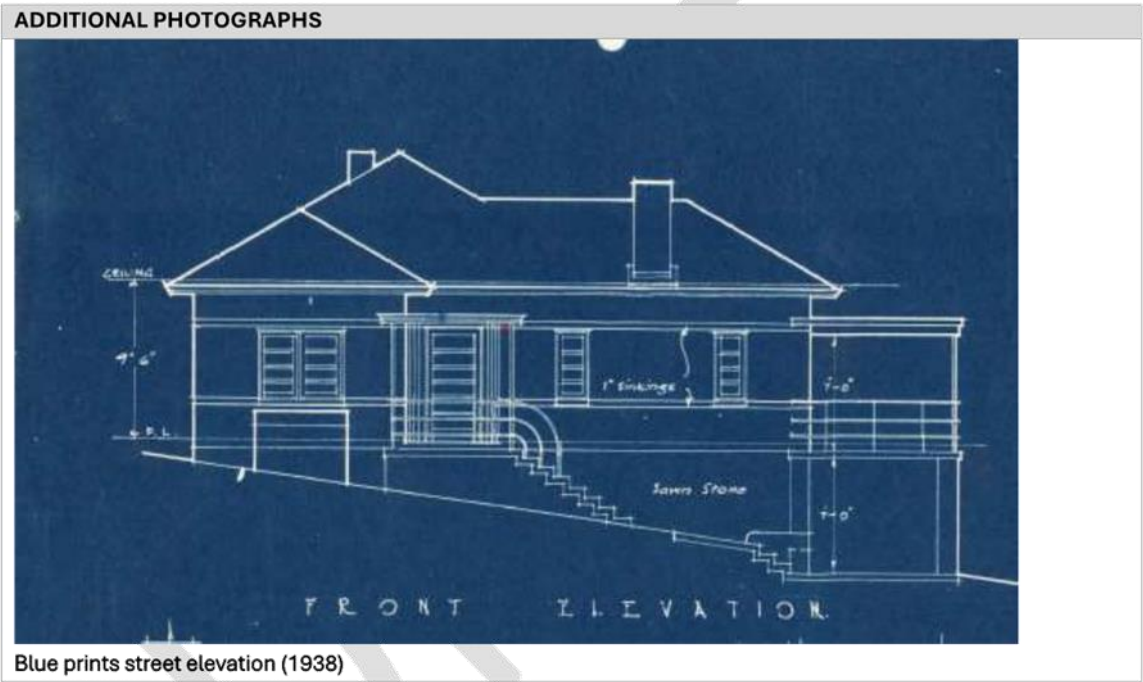 ADDITIONAL PHOTOGRAPHS
CEILING
9'-6"
F.L.
1" sinkings
7'-0"
Sawn Stone
7'-0"
FRONT ELEVATION.
Blue prints street elevation (1938)